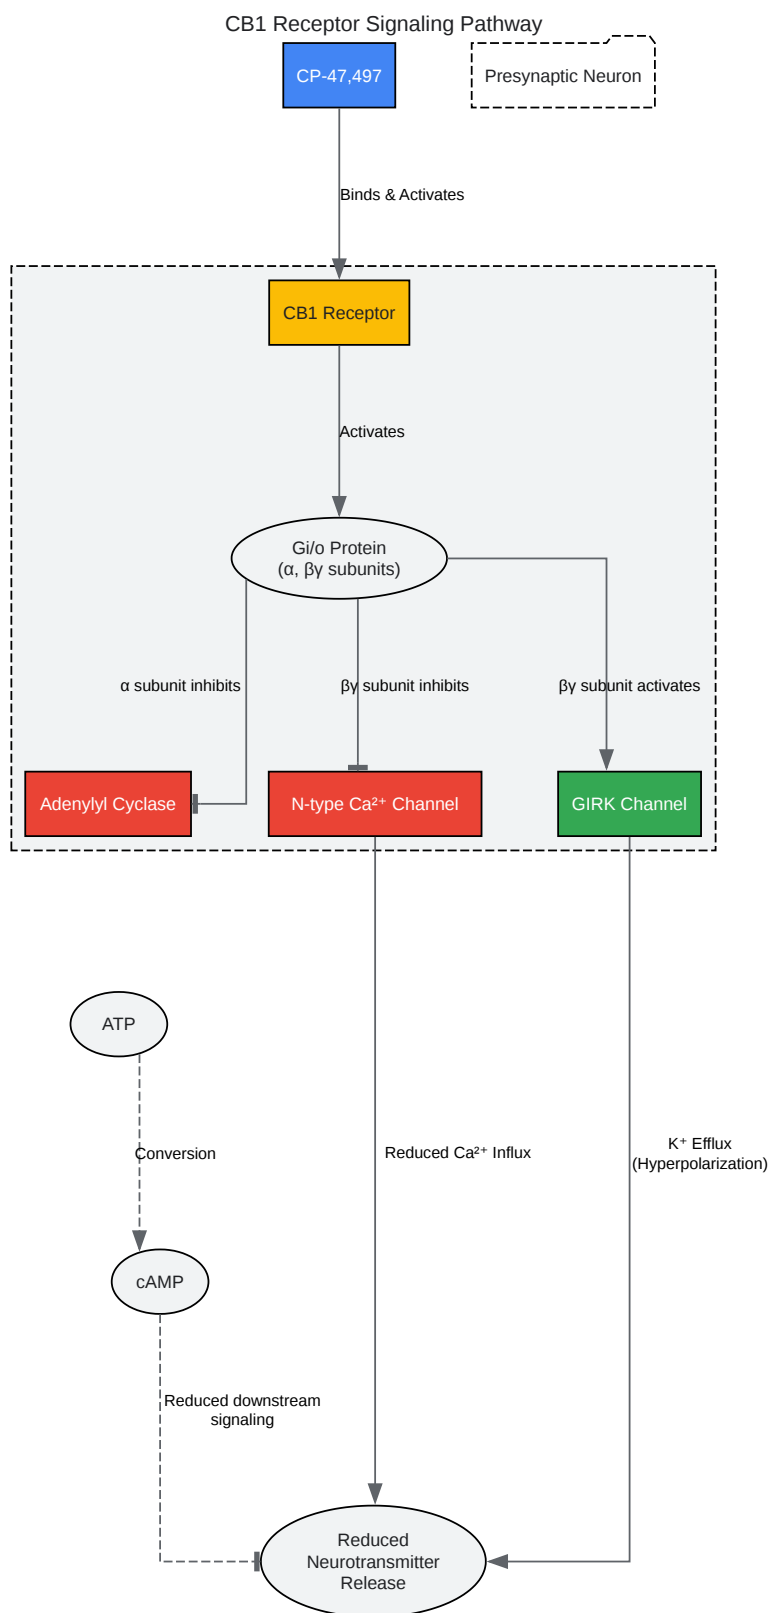 CB1 Receptor Signaling Pathway
CP-47,497
Presynaptic Neuron
Binds & Activates
CB1 Receptor
Activates
Gi/o Protein
(α, βγ subunits)
α subunit inhibits
βγ subunit inhibits
βγ subunit activates
Adenylyl Cyclase
N-type Ca²⁺ Channel
GIRK Channel
ATP
Conversion
Reduced Ca²⁺ Influx
K⁺ Efflux
(Hyperpolarization)
cAMP
Reduced downstream
signaling
Reduced
Neurotransmitter
Release